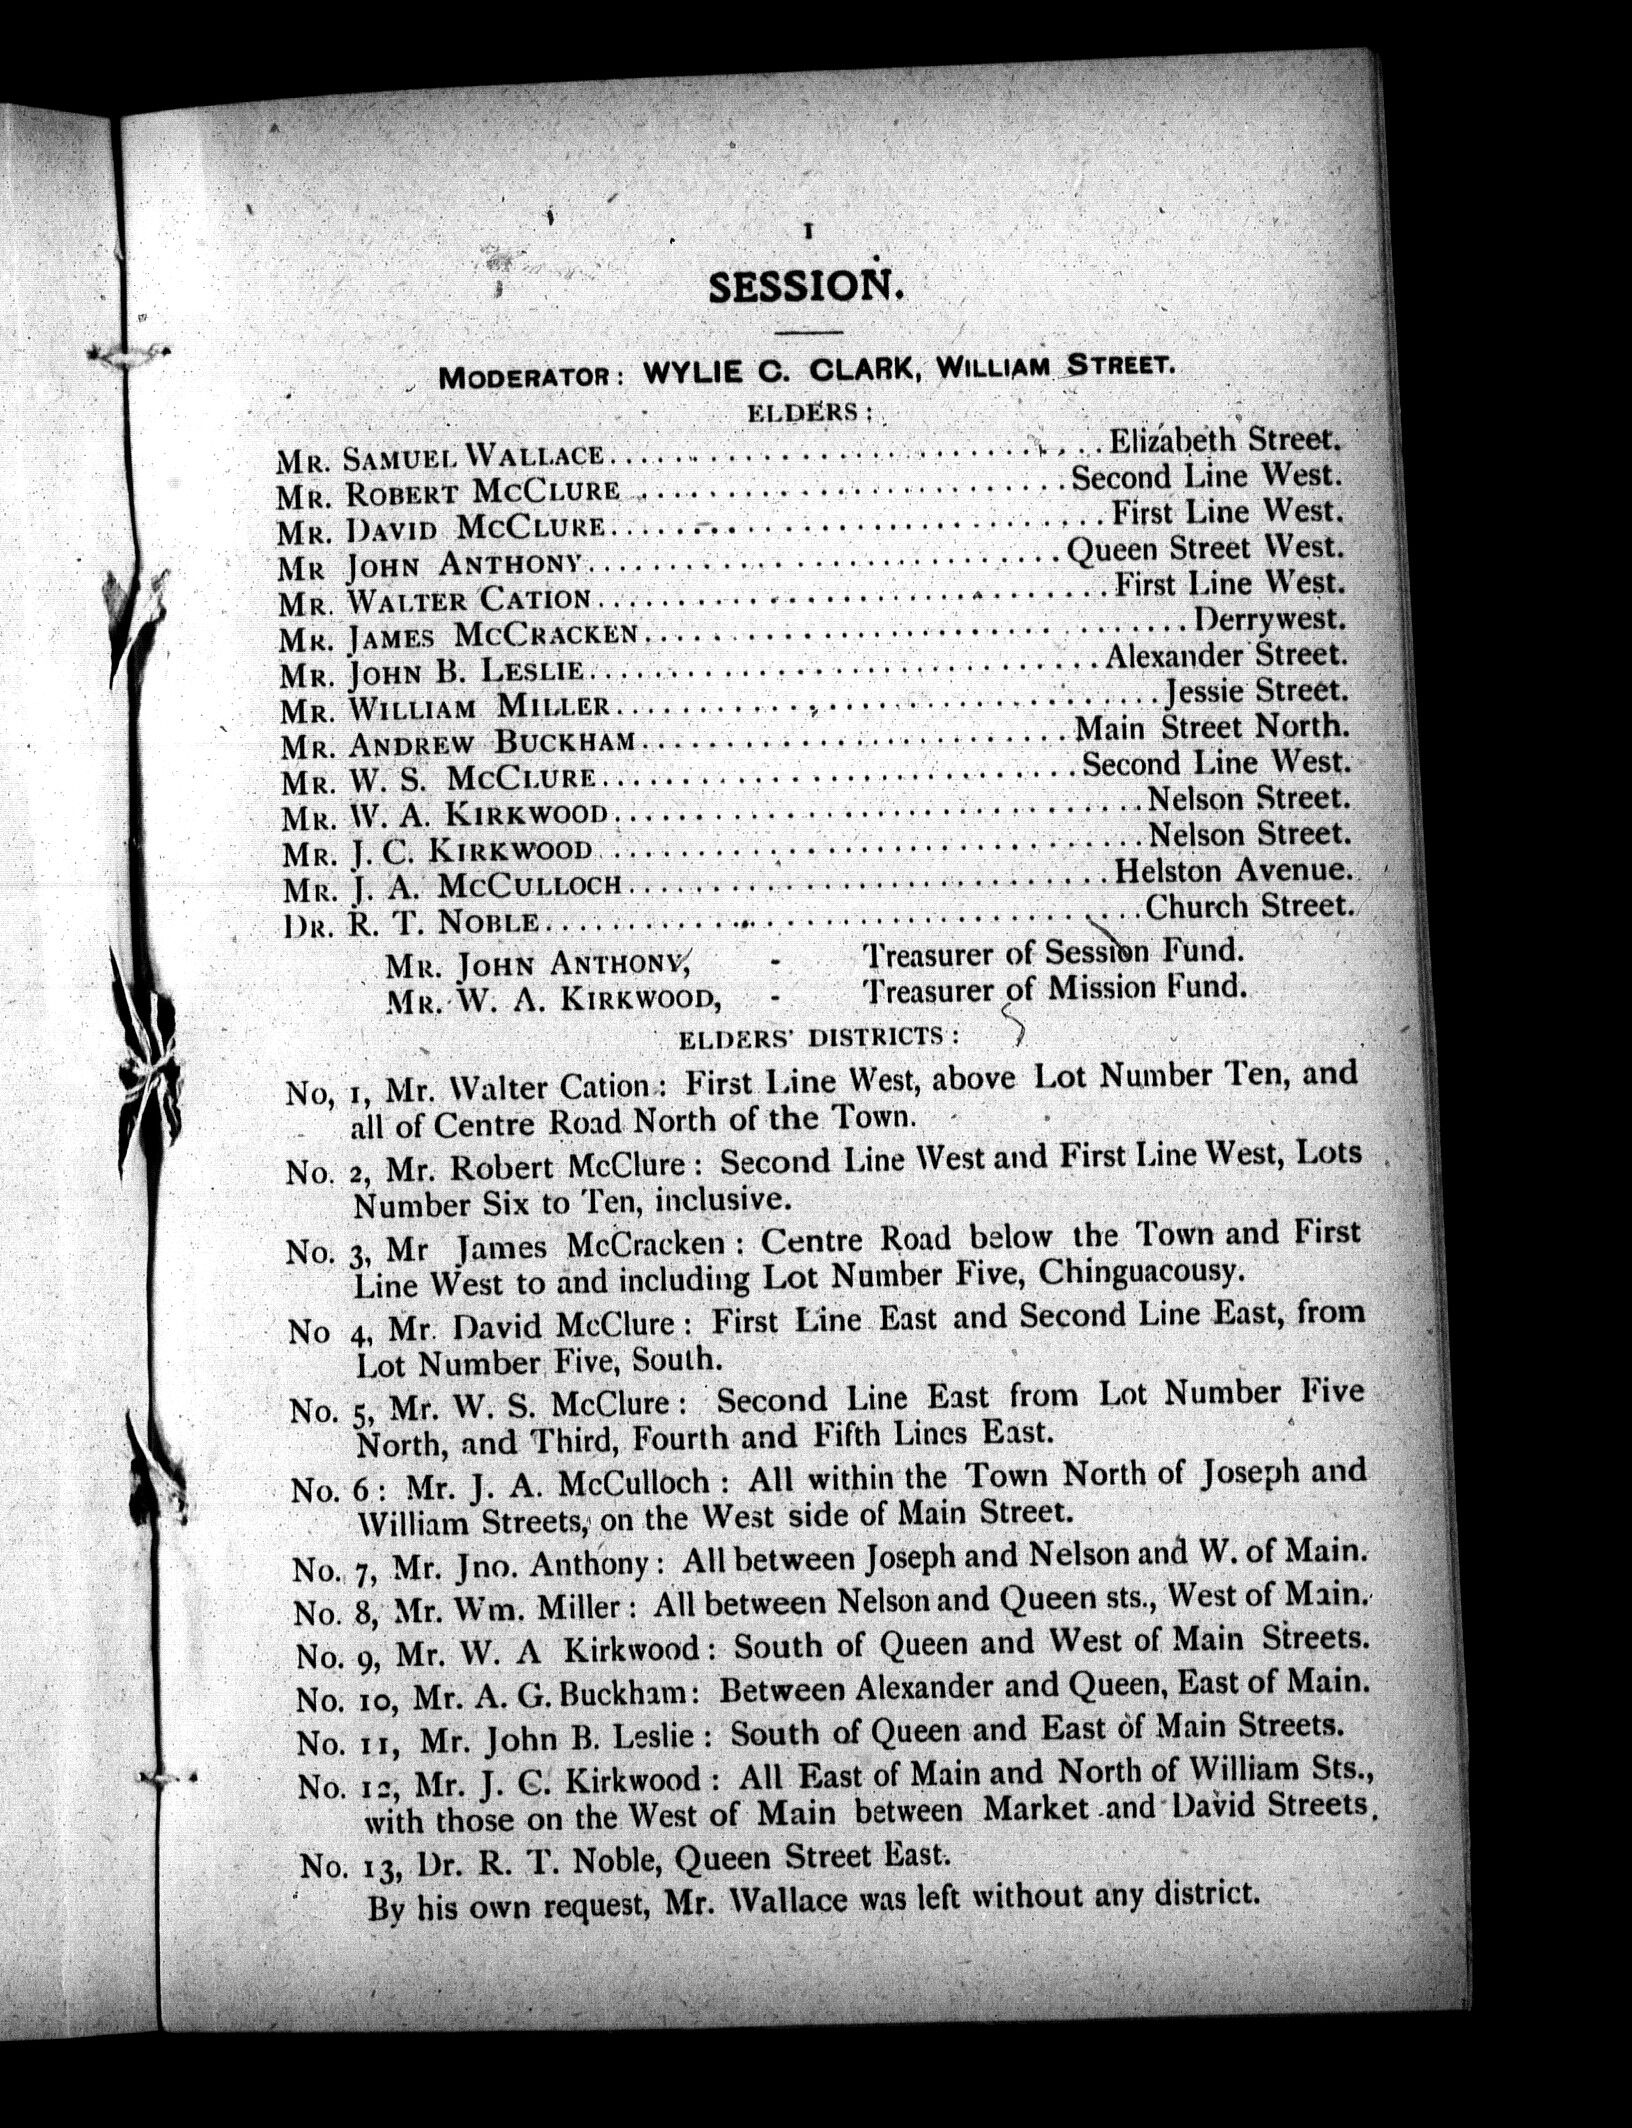 I
SESSION.
MODERATOR: WYLIE C. CLARK, WILLIAM STREET.
ELDERS:
MR. SAMUEL WALLACE........................Elizabeth Street.
MR. ROBERT MCCLURE........................Second Line West.
MR. DAVID MCCLURE........................First Line West.
MR JOHN ANTHONY........................Queen Street West.
MR. WALTER CATION........................First Line West.
MR. JAMES MCCRACKEN........................Derrywest.
MR. JOHN B. LESLIE........................Alexander Street.
MR. WILLIAM MILLER........................Jessie Street.
MR. ANDREW BUCKHAM........................Main Street North.
MR. W. S. MCCLURE........................Second Line West.
MR. W. A. KIRKWOOD........................Nelson Street.
MR. J. C. KIRKWOOD........................Nelson Street.
MR. J. A. MCCULLOCH........................Helston Avenue.
DR. R. T. NOBLE........................Church Street.
MR. JOHN ANTHONY, - Treasurer of Session Fund.
MR. W. A. KIRKWOOD, - Treasurer of Mission Fund.
ELDERS' DISTRICTS:
No, 1, Mr. Walter Cation: First Line West, above Lot Number Ten, and
all of Centre Road North of the Town.
No. 2, Mr. Robert McClure: Second Line West and First Line West, Lots
Number Six to Ten, inclusive.
No. 3, Mr James McCracken: Centre Road below the Town and First
Line West to and including Lot Number Five, Chinguacousy.
No 4, Mr. David McClure: First Line East and Second Line East, from
Lot Number Five, South.
No. 5, Mr. W. S. McClure: Second Line East from Lot Number Five
North, and Third, Fourth and Fifth Lines East.
No. 6: Mr. J. A. McCulloch: All within the Town North of Joseph and
William Streets, on the West side of Main Street.
No. 7, Mr. Jno. Anthony: All between Joseph and Nelson and W. of Main.
No. 8, Mr. Wm. Miller: All between Nelson and Queen sts., West of Main.
No. 9, Mr. W. A Kirkwood: South of Queen and West of Main Streets.
No. 10, Mr. A. G. Buckham: Between Alexander and Queen, East of Main.
No. 11, Mr. John B. Leslie: South of Queen and East of Main Streets.
No. 12, Mr. J. C. Kirkwood: All East of Main and North of William Sts.,
with those on the West of Main between Market and David Streets.
No. 13, Dr. R. T. Noble, Queen Street East.
By his own request, Mr. Wallace was left without any district.